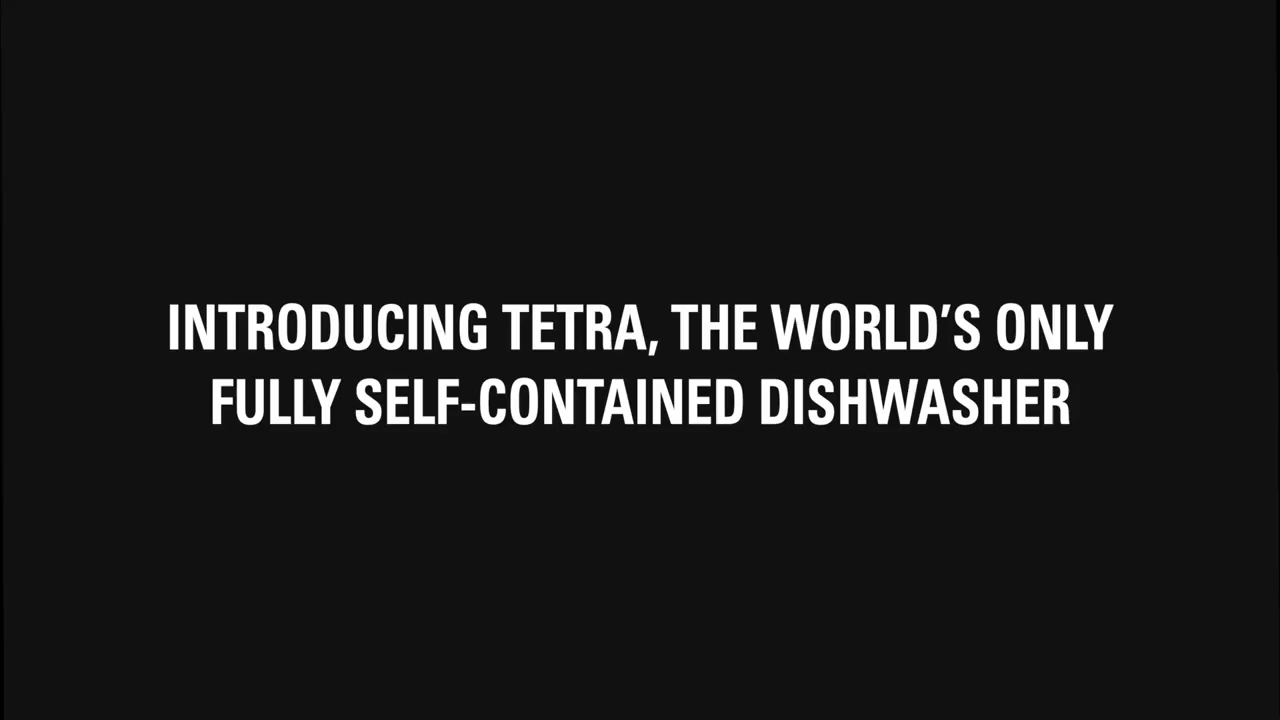 INTRODUCING TETRA, THE WORLD’S ONLY
FULLY SELF-CONTAINED DISHWASHER